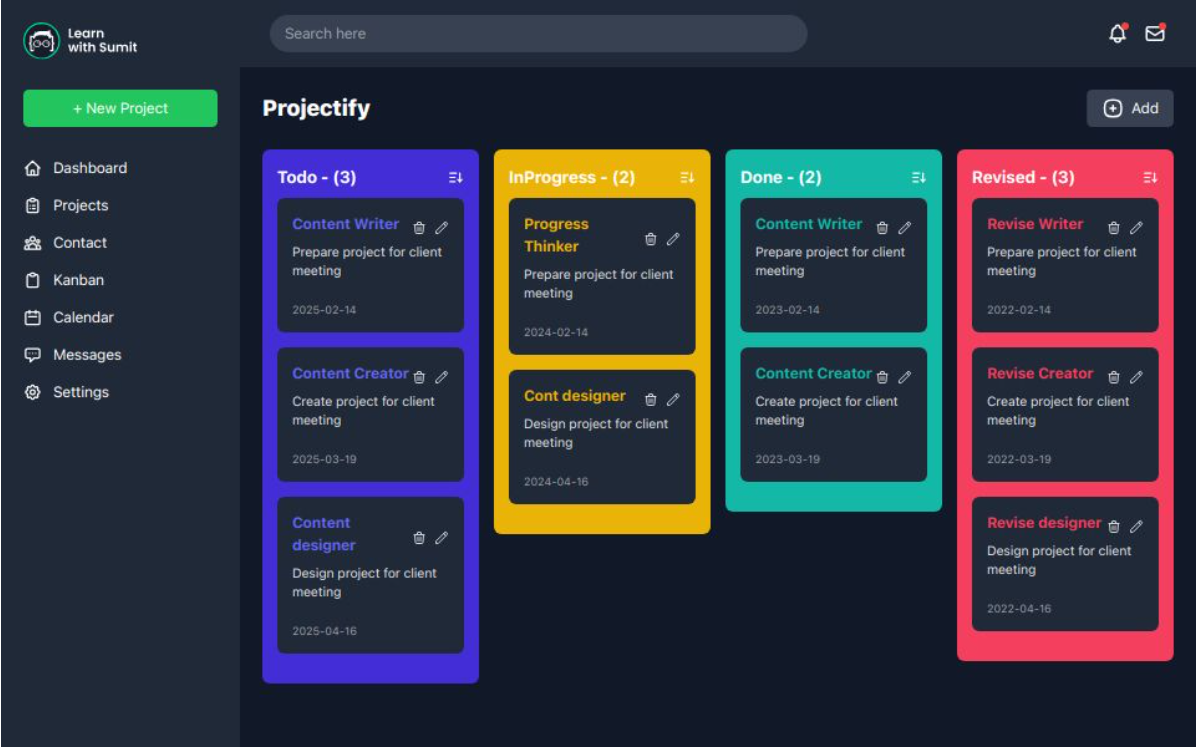 Learn
with Sumit
Search here
+ New Project
Dashboard
Projects
Contact
Kanban
Calendar
Messages
Settings
Projectify
Add
Todo - (3)
Content Writer
Prepare project for client
meeting
2025-02-14
Content Creator
Create project for client
meeting
2025-03-19
Content
designer
Design project for client
meeting
2025-04-16
InProgress - (2)
Progress
Thinker
Prepare project for client
meeting
2024-02-14
Cont designer
Design project for client
meeting
2024-04-16
Done - (2)
Content Writer
Prepare project for client
meeting
2023-02-14
Content Creator
Create project for client
meeting
2023-03-19
Revised - (3)
Revise Writer
Prepare project for client
meeting
2022-02-14
Revise Creator
Create project for client
meeting
2022-03-19
Revise designer
Design project for client
meeting
2022-04-16